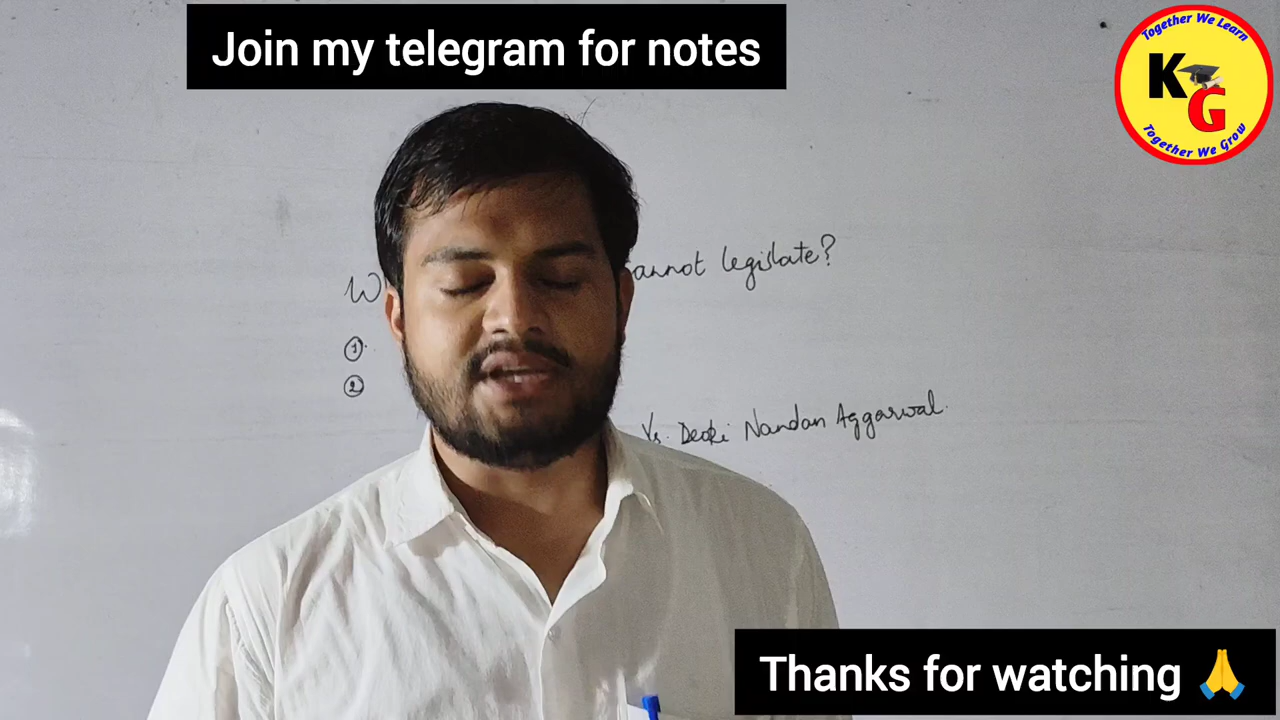 Join my telegram for notes
Together We Learn
KG
Together We Grow
W annot legislate?
①
②
Vs. Deoki Nandan Aggarwal.
Thanks for watching 🙏